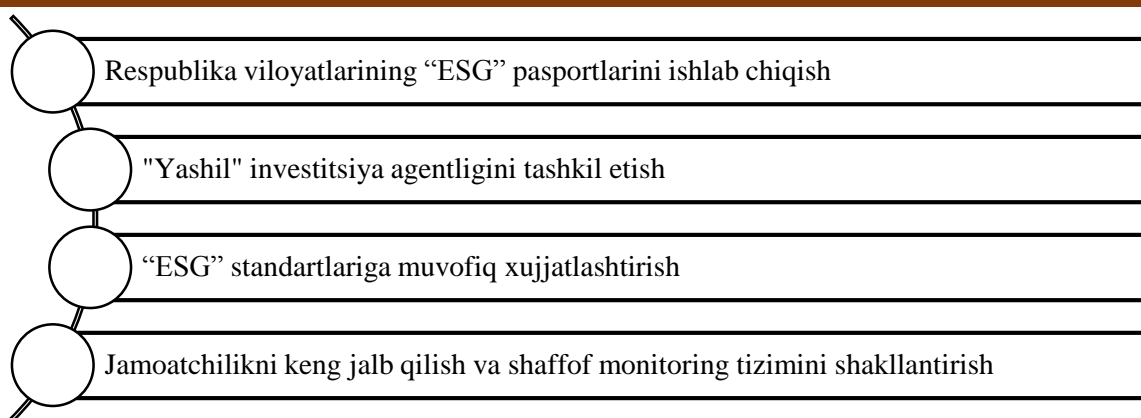 Respublika viloyatlarining “ESG” pasportlarini ishlab chiqish
"Yashil" investitsiya agentligini tashkil etish
“ESG” standartlariga muvofiq xujjatlashtirish
Jamoatchilikni keng jalb qilish va shaffof monitoring tizimini shakllantirish